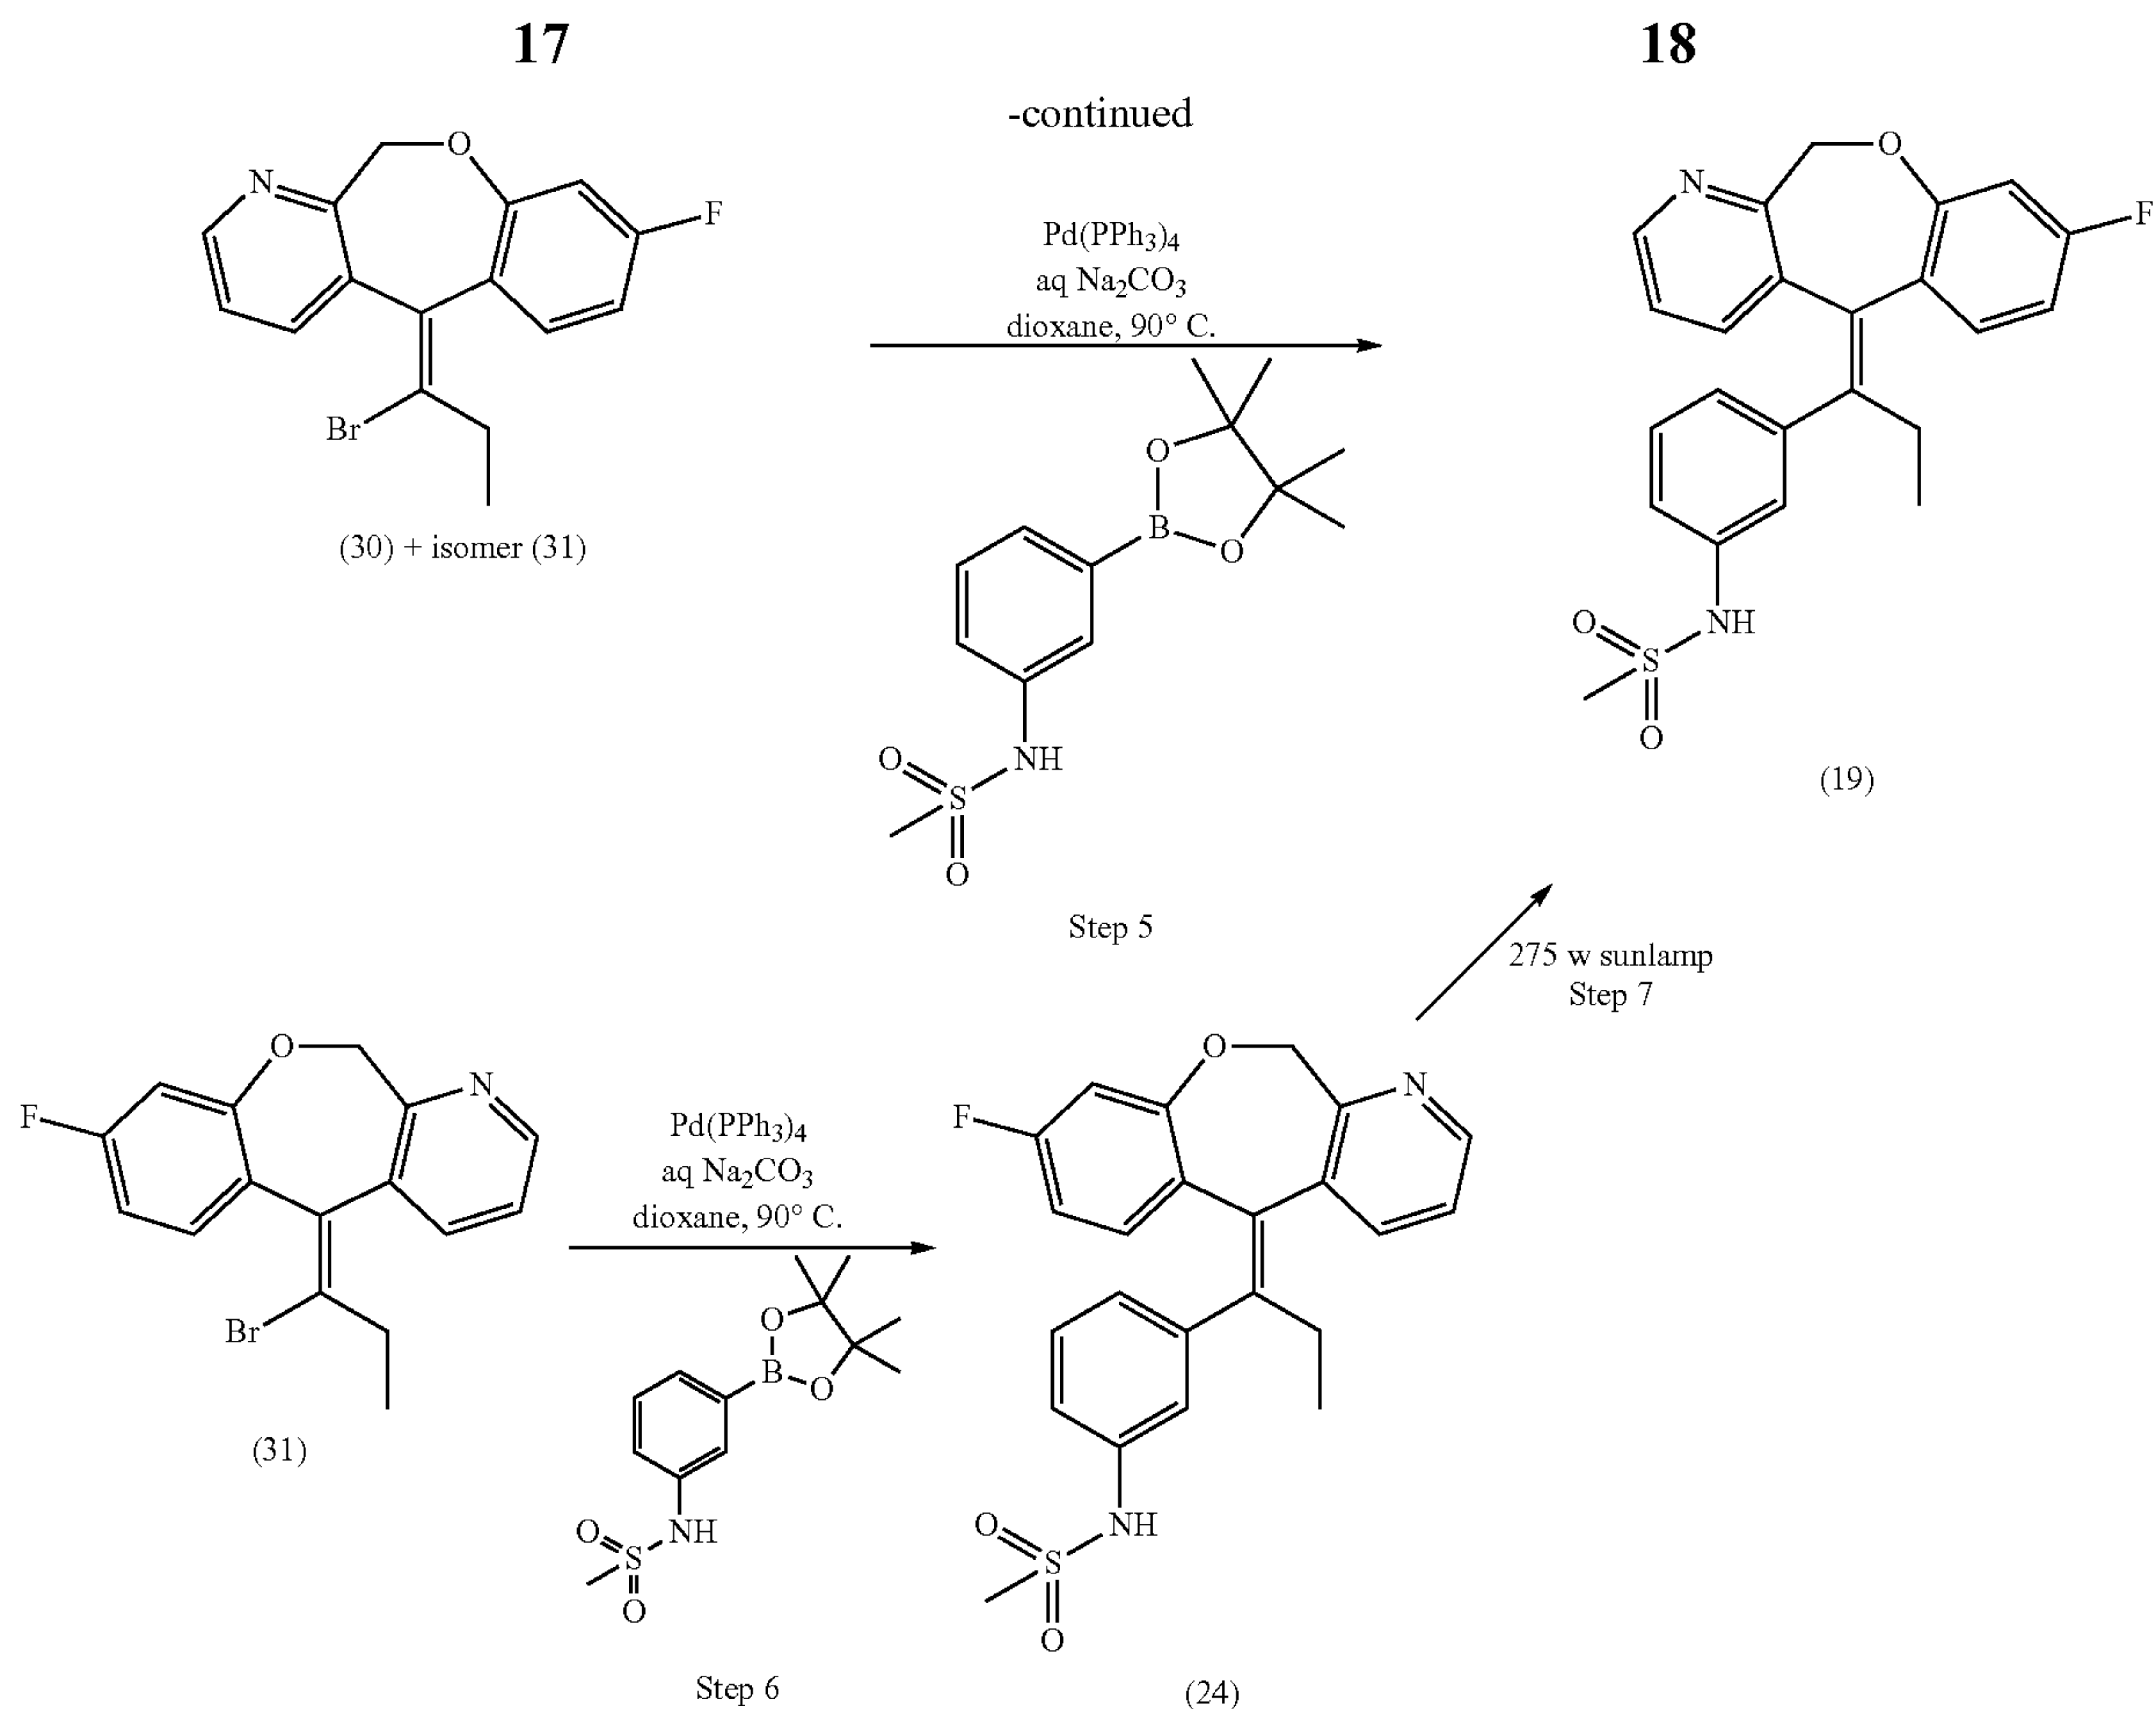 17
18
-continued
O
N
F
Br
(30) + isomer (31)
Pd(PPh3)4
aq Na2CO3
dioxane, 90° C.
O
B
O
O
NH
S
O
Step 5
O
N
F
O
NH
S
O
(19)
275 w sunlamp
Step 7
O
N
F
Br
(31)
Pd(PPh3)4
aq Na2CO3
dioxane, 90° C.
O
B
O
O
NH
S
O
Step 6
O
N
F
O
NH
S
O
(24)